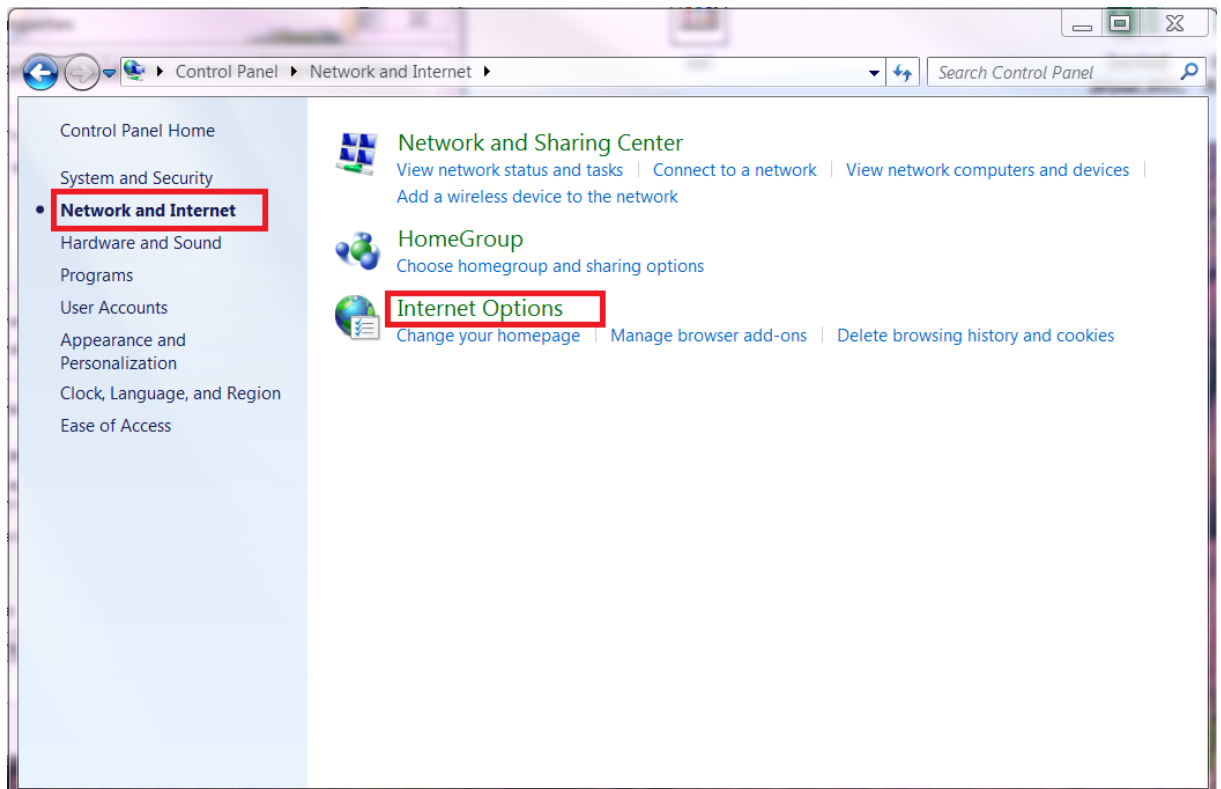 Control Panel Network and Internet
Search Control Panel
Control Panel Home
System and Security
Network and Internet
Hardware and Sound
Programs
User Accounts
Appearance and
Personalization
Clock, Language, and Region
Ease of Access
Network and Sharing Center
View network status and tasks Connect to a network View network computers and devices
Add a wireless device to the network
HomeGroup
Choose homegroup and sharing options
Internet Options
Change your homepage Manage browser add-ons Delete browsing history and cookies